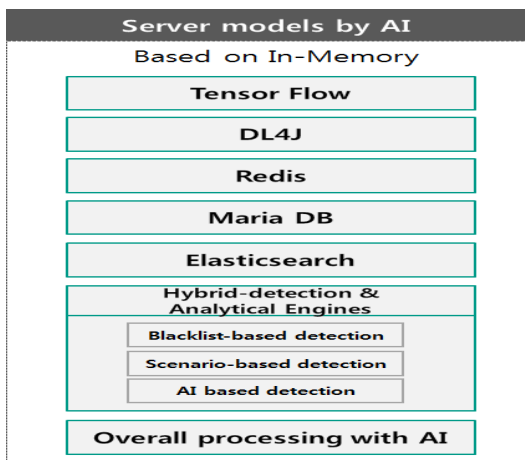 Server models by AI
Based on In-Memory
Tensor Flow
DL4J
Redis
Maria DB
Elasticsearch
Hybrid-detection &
Analytical Engines
Blacklist-based detection
Scenario-based detection
AI based detection
Overall processing with AI